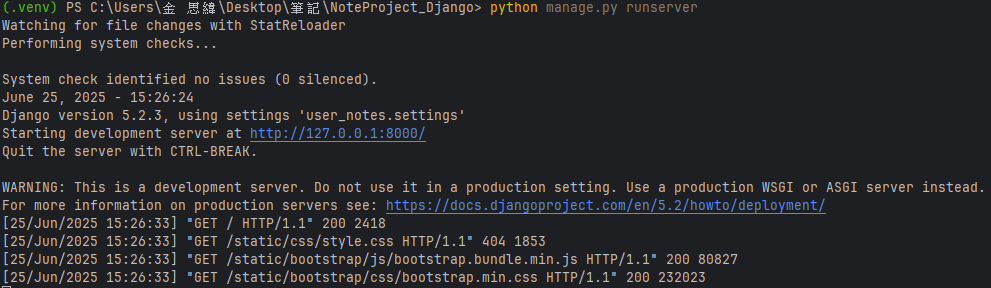 (.venv) PS C:\Users\金 思緯\Desktop\筆記\NoteProject_Django> python manage.py runserver
Watching for file changes with StatReloader
Performing system checks...
System check identified no issues (0 silenced).
June 25, 2025 - 15:26:24
Django version 5.2.3, using settings 'user_notes.settings'
Starting development server at http://127.0.0.1:8000/
Quit the server with CTRL-BREAK.
WARNING: This is a development server. Do not use it in a production setting. Use a production WSGI or ASGI server instead.
For more information on production servers see: https://docs.djangoproject.com/en/5.2/howto/deployment/
[25/Jun/2025 15:26:33] "GET / HTTP/1.1" 200 2418
[25/Jun/2025 15:26:33] "GET /static/css/style.css HTTP/1.1" 404 1853
[25/Jun/2025 15:26:33] "GET /static/bootstrap/js/bootstrap.bundle.min.js HTTP/1.1" 200 80827
[25/Jun/2025 15:26:33] "GET /static/bootstrap/css/bootstrap.min.css HTTP/1.1" 200 232023